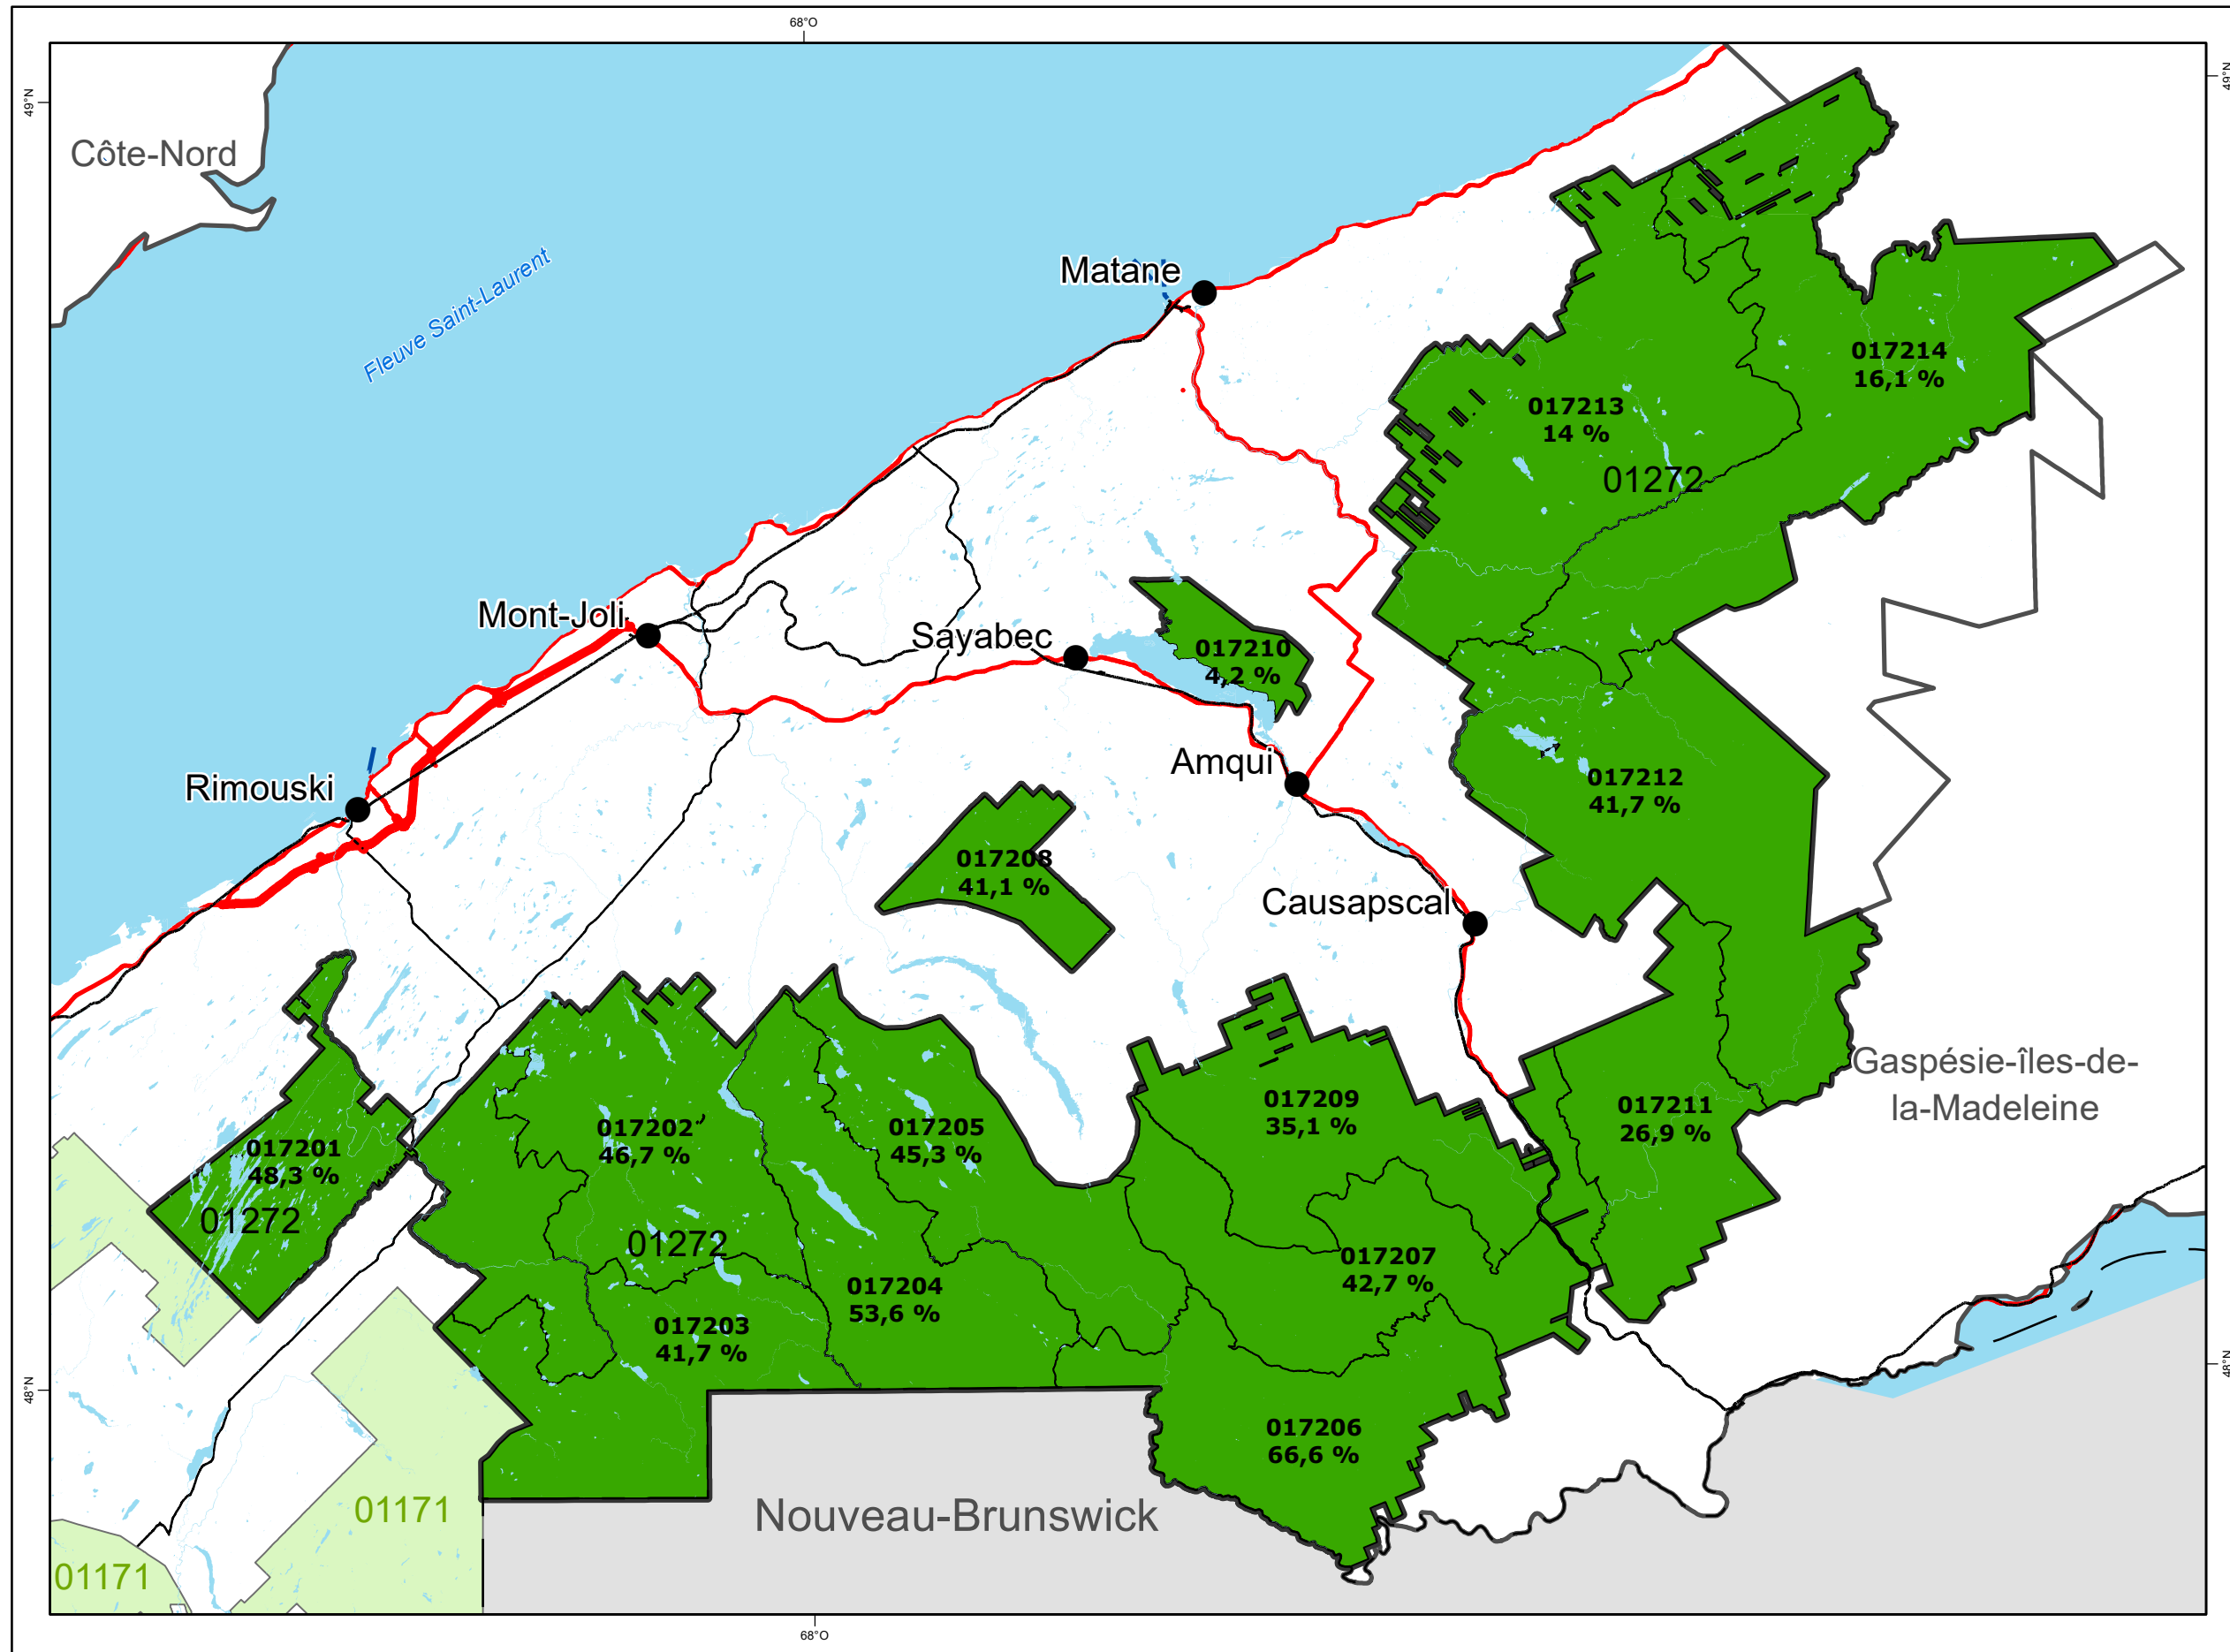 68°O
49°N
49°N
Côte-Nord
Fleuve Saint-Laurent
Matane
017214
16,1 %
017213
14 %
01272
Mont-Joli
Sayabec
017210
4,2 %
Amqui
017212
41,7 %
Rimouski
017208
41,1 %
Causapscal
Gaspésie-îles-de-
la-Madeleine
017209
35,1 %
017211
26,9 %
017202
46,7 %
017205
45,3 %
017201
48,3 %
01272
01272
017207
42,7 %
017204
53,6 %
017203
41,7 %
48°N
48°N
017206
66,6 %
01171
Nouveau-Brunswick
01171
68°O